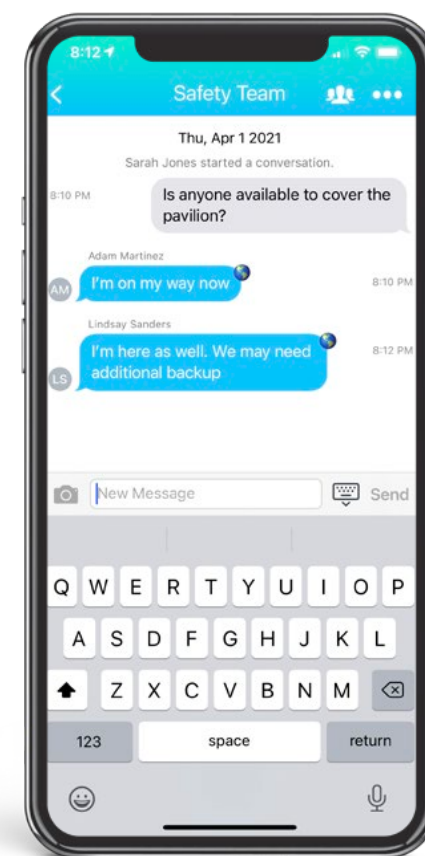 8:12
Safety Team
Thu, Apr 1 2021
Sarah Jones started a conversation.
8:10 PM
Is anyone available to cover the
pavilion?
Adam Martinez
AM
I'm on my way now
8:10 PM
Lindsay Sanders
LS
I'm here as well. We may need
additional backup
8:12 PM
New Message
Send
Q W E R T Y U I O P
A S D F G H J K L
Z X C V B N M
123 space return